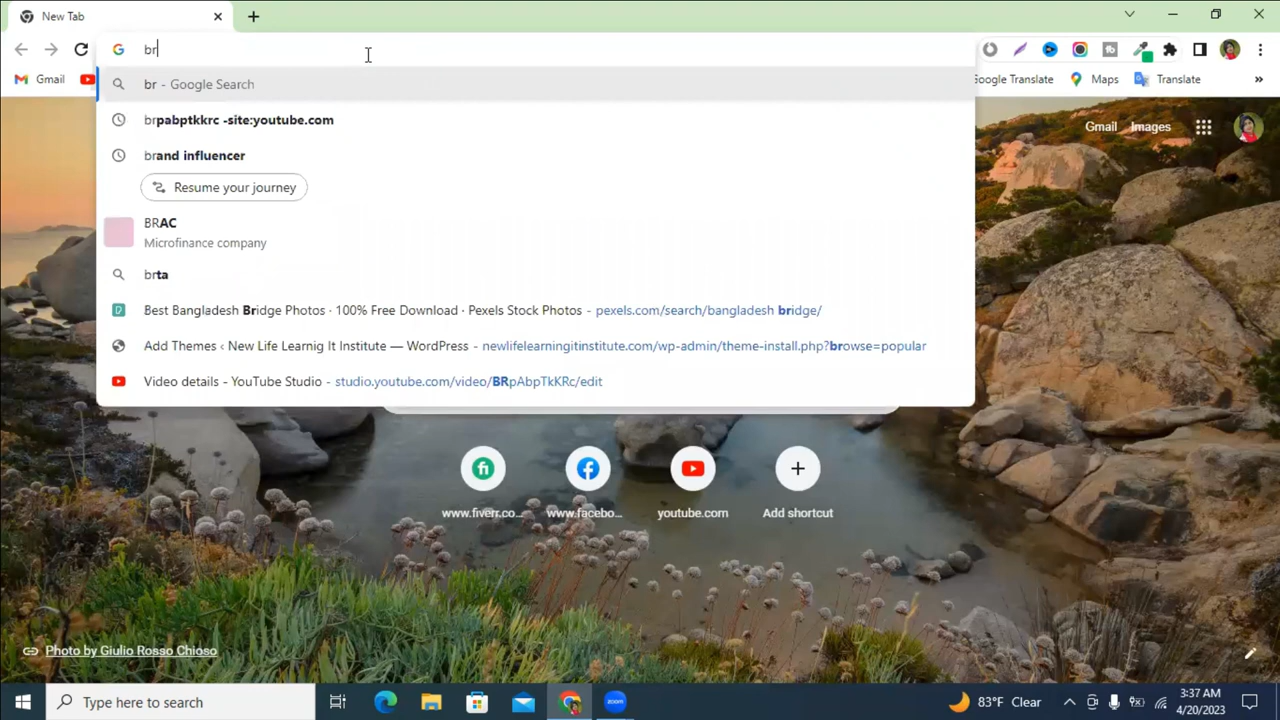 New Tab
br
Gmail
Google Translate
Maps
Translate
»
br - Google Search
brpabptkkrc -site:youtube.com
brand influencer
Resume your journey
BRAC
Microfinance company
brta
Best Bangladesh Bridge Photos · 100% Free Download · Pexels Stock Photos - pexels.com/search/bangladesh bridge/
Add Themes ‹ New Life Learnig It Institute — WordPress - newlifelearningitinstitute.com/wp-admin/theme-install.php?browse=popular
Video details - YouTube Studio - studio.youtube.com/video/BRpAbpTkKRc/edit
Gmail Images
www.fiverr.co...
www.facebo...
youtube.com
Add shortcut
Photo by Giulio Rosso Chioso
Type here to search
zoom
83°F Clear
3:37 AM
4/20/2023